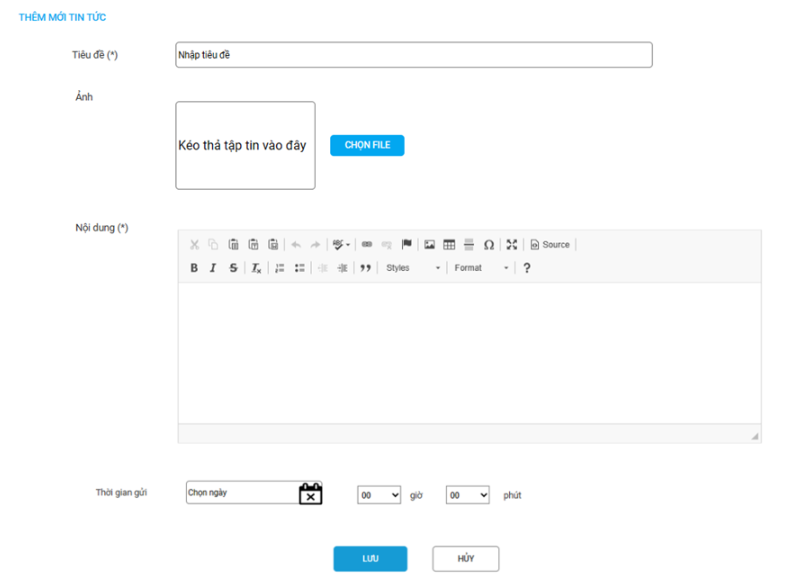 THÊM MỚI TIN TỨC
Tiêu đề (*)
Nhập tiêu đề
Ảnh
Kéo thả tập tin vào đây
CHỌN FILE
Nội dung (*)
Source
B I S Tx Styles Format ?
Thời gian gửi
Chọn ngày
00 giờ 00 phút
LƯU HỦY